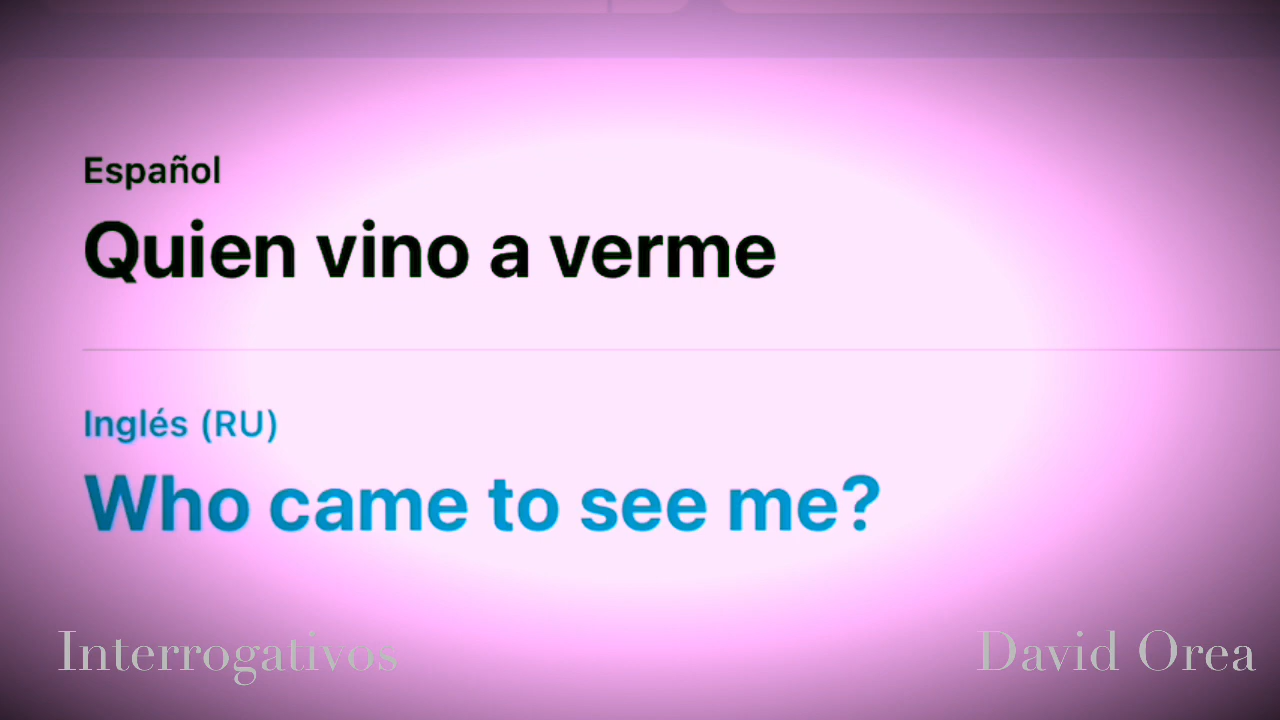 Español
Quien vino a verme
Inglés (RU)
Who came to see me?
Interrogativos
David Orea